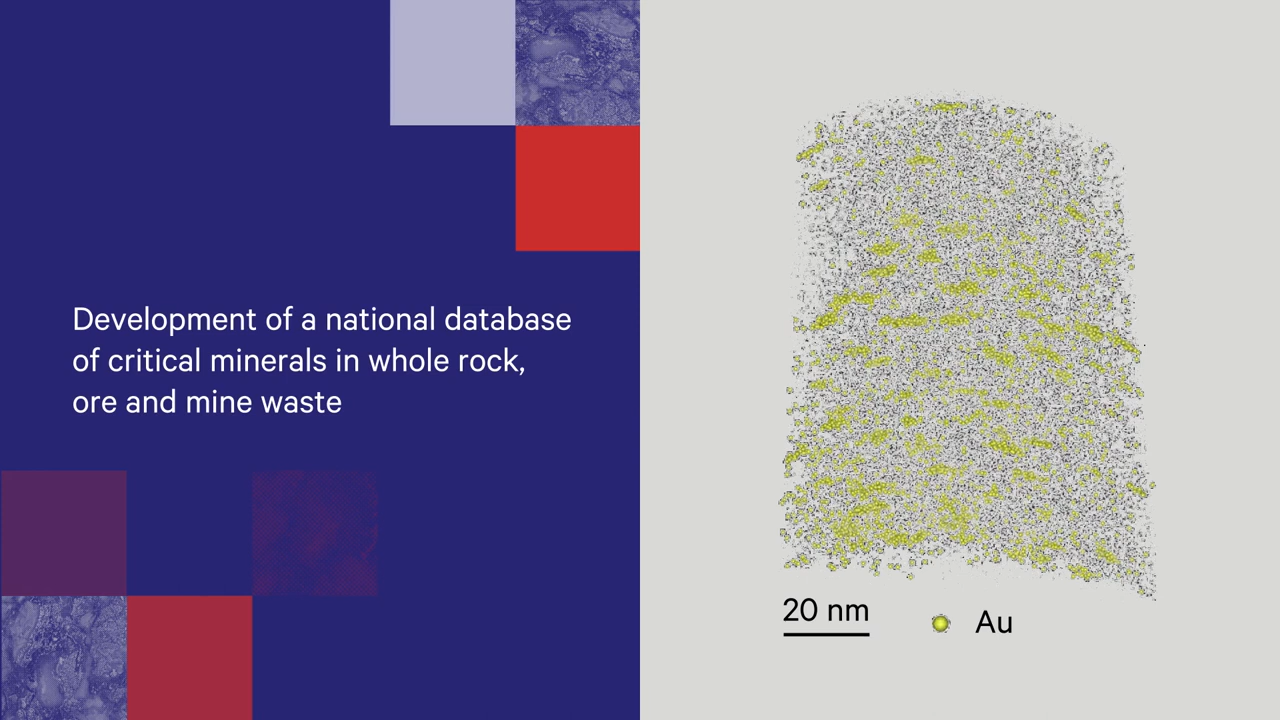 Development of a national database
of critical minerals in whole rock,
ore and mine waste
20 nm
Au